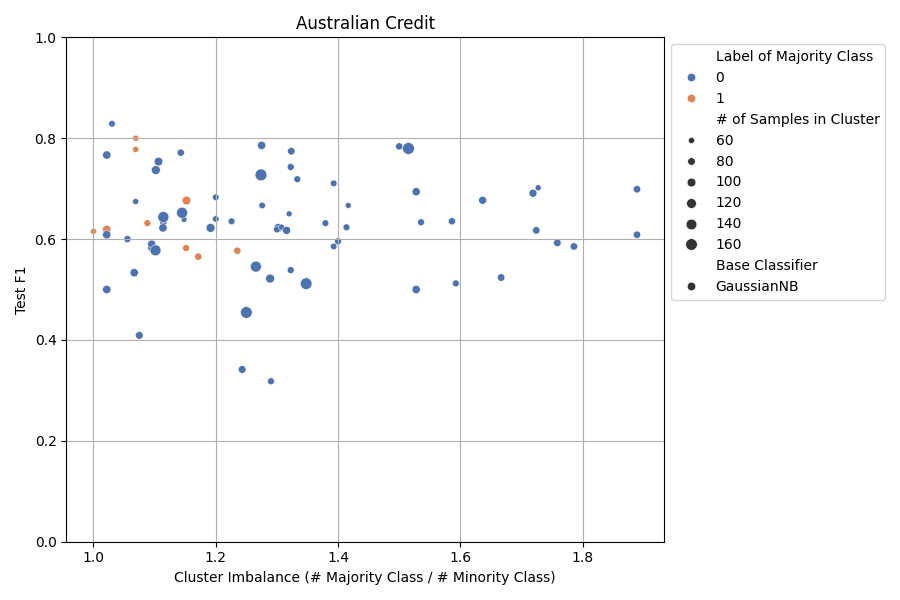 Australian Credit
1.0
0.8
0.6
0.4
0.2
0.0
Test F1
1.0
1.2
1.4
1.6
1.8
Cluster Imbalance (# Majority Class / # Minority Class)
Label of Majority Class
0
1
# of Samples in Cluster
60
80
100
120
140
160
Base Classifier
GaussianNB